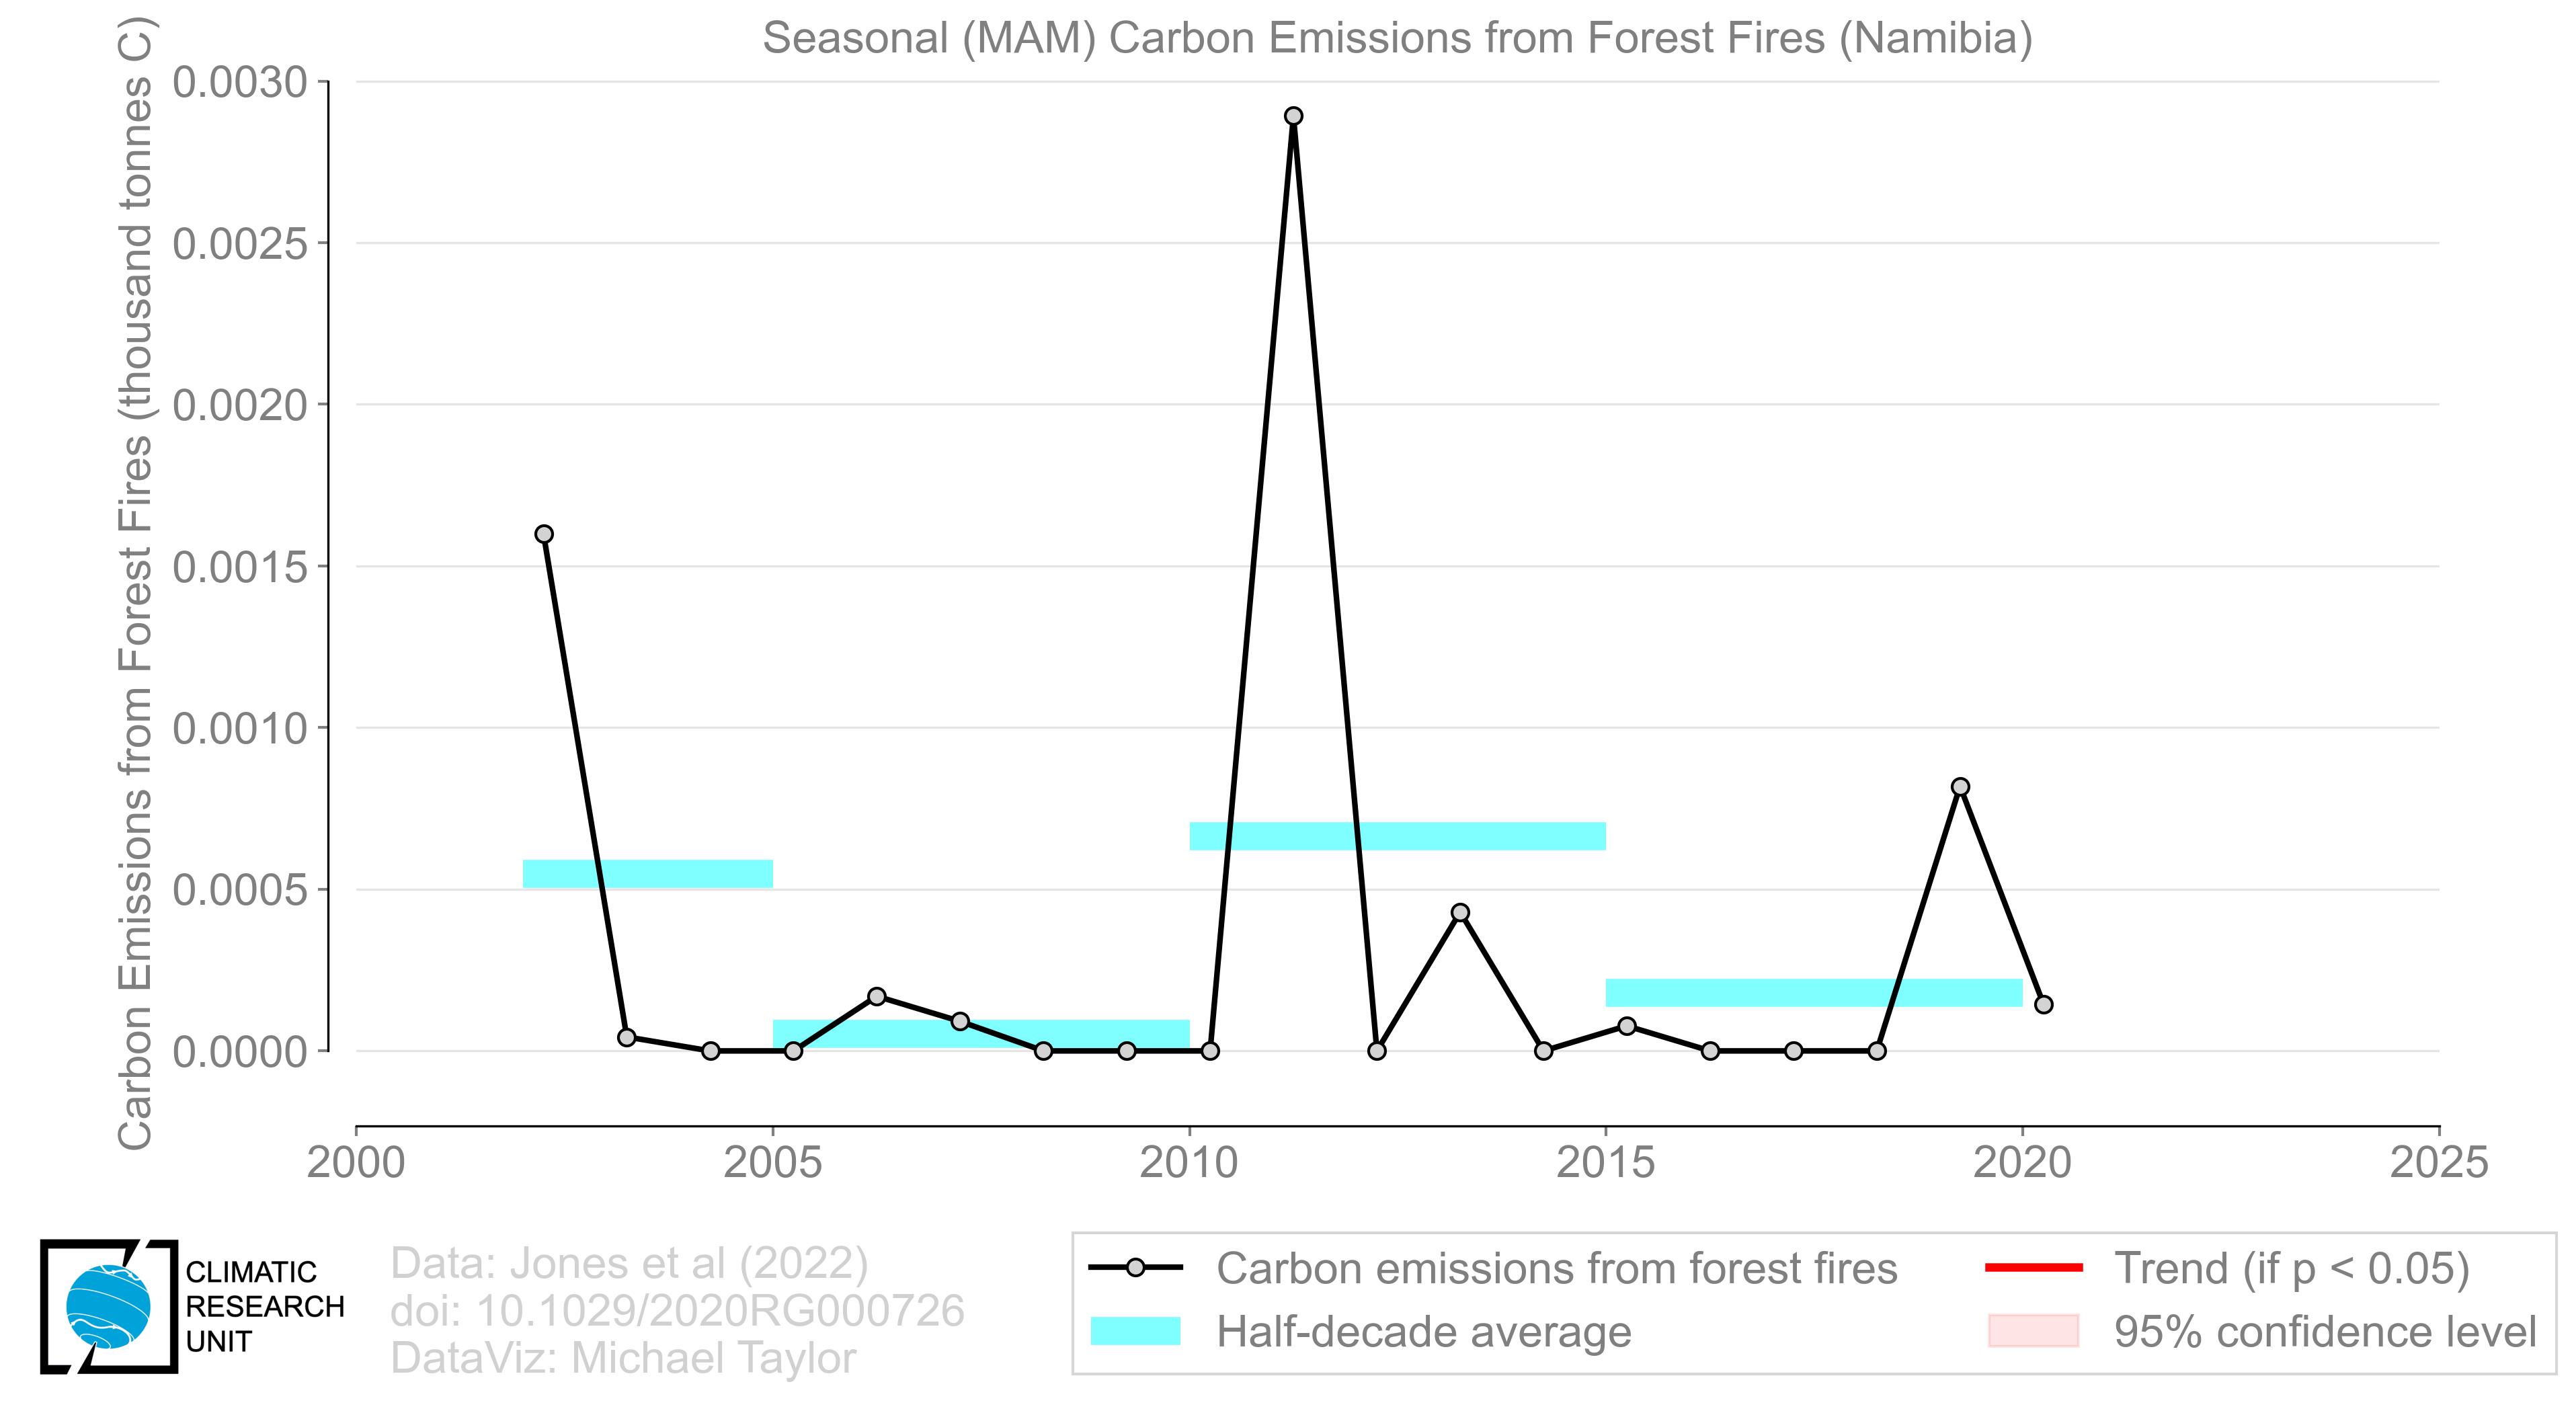 Seasonal (MAM) Carbon Emissions from Forest Fires (Namibia)
Carbon Emissions from Forest Fires (thousand tonnes C)
0.0030
0.0025
0.0020
0.0015
0.0010
0.0005
0.0000
2000 2005 2010 2015 2020 2025
CLIMATIC
RESEARCH
UNIT
Data: Jones et al (2022)
doi: 10.1029/2020RG000726
DataViz: Michael Taylor
Carbon emissions from forest fires
Half-decade average
Trend (if p < 0.05)
95% confidence level